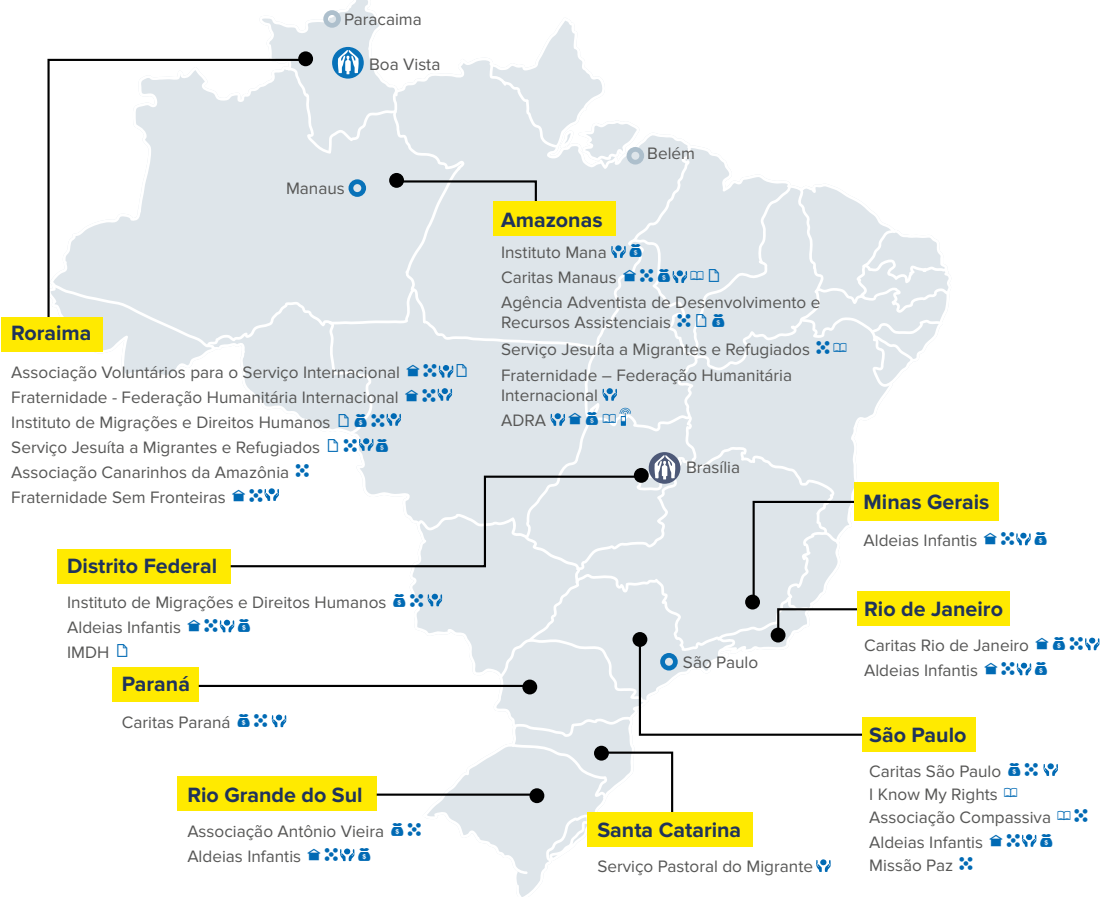 Paracaima
Boa Vista
Belém
Manaus
Amazonas
Instituto Mana
Caritas Manaus
Agência Adventista de Desenvolvimento e
Recursos Assistenciais
Serviço Jesuíta a Migrantes e Refugiados
Fraternidade – Federação Humanitária
Internacional
ADRA
Roraima
Associação Voluntários para o Serviço Internacional
Fraternidade - Federação Humanitária Internacional
Instituto de Migrações e Direitos Humanos
Serviço Jesuíta a Migrantes e Refugiados
Associação Canarinhos da Amazônia
Fraternidade Sem Fronteiras
Brasília
Minas Gerais
Aldeias Infantis
Distrito Federal
Instituto de Migrações e Direitos Humanos
Aldeias Infantis
IMDH
Rio de Janeiro
Caritas Rio de Janeiro
Aldeias Infantis
São Paulo
Paraná
Caritas Paraná
São Paulo
Caritas São Paulo
I Know My Rights
Associação Compassiva
Aldeias Infantis
Missão Paz
Rio Grande do Sul
Associação Antônio Vieira
Aldeias Infantis
Santa Catarina
Serviço Pastoral do Migrante